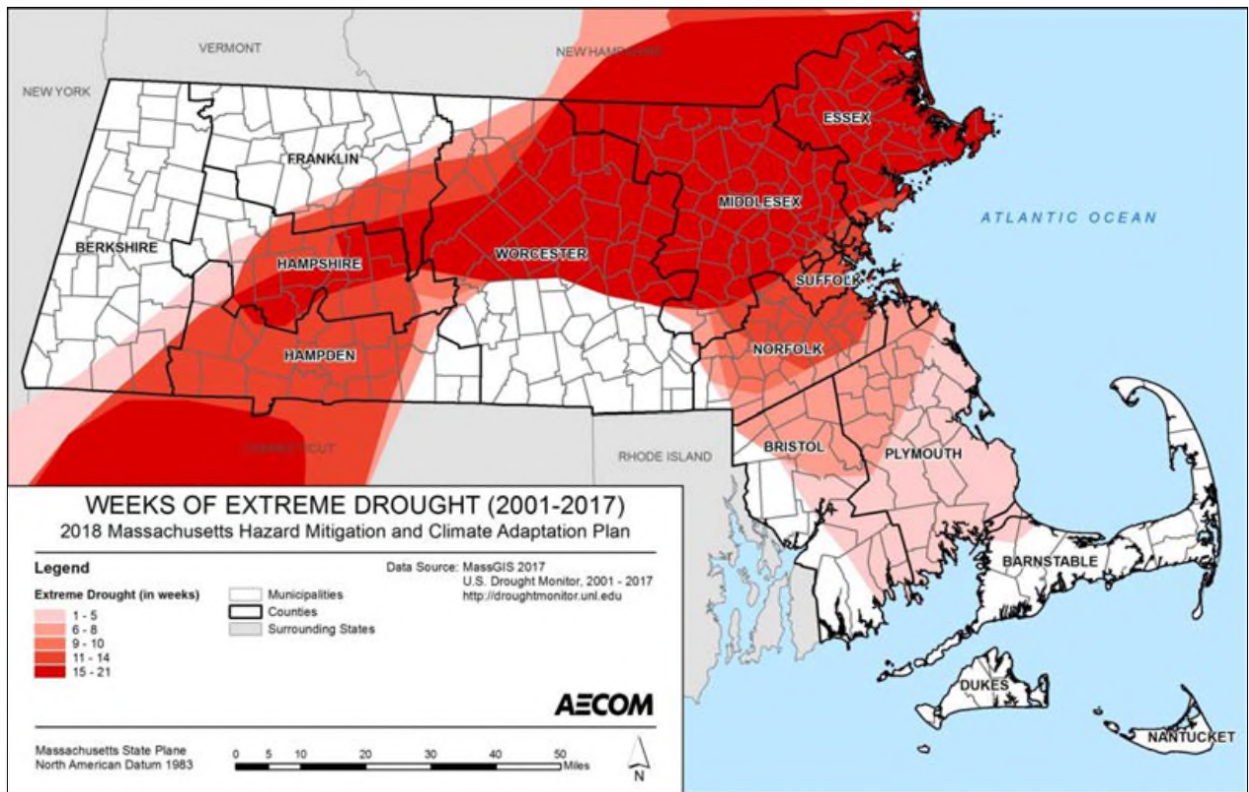 VERMONT
NEW HAMPSHIRE
NEW YORK
ESSEX
FRANKLIN
MIDDLESEX
ATLANTIC OCEAN
BERKSHIRE
WORCESTER
HAMPSHIRE
SUFFOLK
NORFOLK
HAMPDEN
CONNECTICUT
BRISTOL
PLYMOUTH
RHODE ISLAND
BARNSTABLE
DUKES
NANTUCKET
WEEKS OF EXTREME DROUGHT (2001-2017)
2018 Massachusetts Hazard Mitigation and Climate Adaptation Plan
Legend
Extreme Drought (in weeks)
1 - 5
6 - 8
9 - 10
11 - 14
15 - 21
Municipalities
Counties
Surrounding States
Data Source: MassGIS 2017
U.S. Drought Monitor, 2001 - 2017
http://droughtmonitor.unl.edu
AECOM
Massachusetts State Plane
North American Datum 1983
0 5 10 20 30 40 50
Miles
N